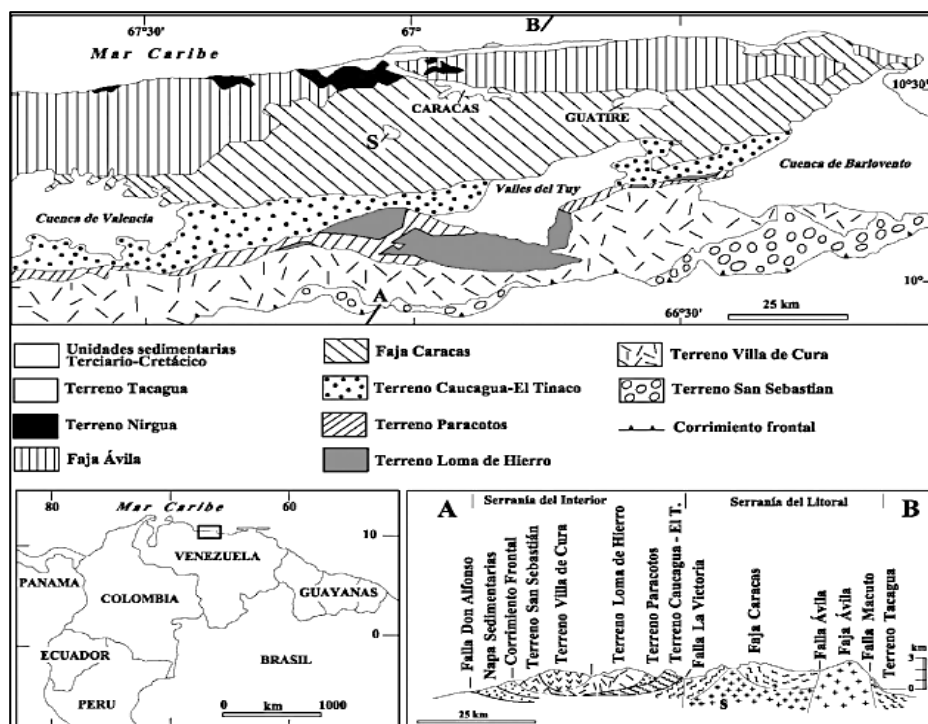 67°30'
67°
B
Mar Caribe
10°30'
CARACAS
GUATIRE
S
Cuenca de Barlovento
Valles del Tuy
Cuenca de Valencia
10°
A
66°30'
25 km
Unidades sedimentarias
Terciario-Cretácico
Terreno Tacagua
Terreno Nirgua
Faja Ávila
Faja Caracas
Terreno Caucagua-El Tinaco
Terreno Paracotos
Terreno Loma de Hierro
Terreno Villa de Cura
Terreno San Sebastian
Corrimiento frontal
80
Mar Caribe
60
10
VENEZUELA
PANAMA
GUAYANAS
COLOMBIA
0
ECUADOR
BRASIL
PERU
km
0
1000
A
Serranía del Interior
Serranía del Litoral
B
Falla Don Alfonso
Napa Sedimentarias
Corrimiento Frontal
Terreno San Sebastián
Terreno Villa de Cura
Terreno Loma de Hierro
Terreno Paracotos
Terreno Caucagua - El T.
Falla La Victoria
Faja Caracas
Falla Ávila
Faja Ávila
Falla Macuto
Terreno Tacagua
km
3
0
S
25 km